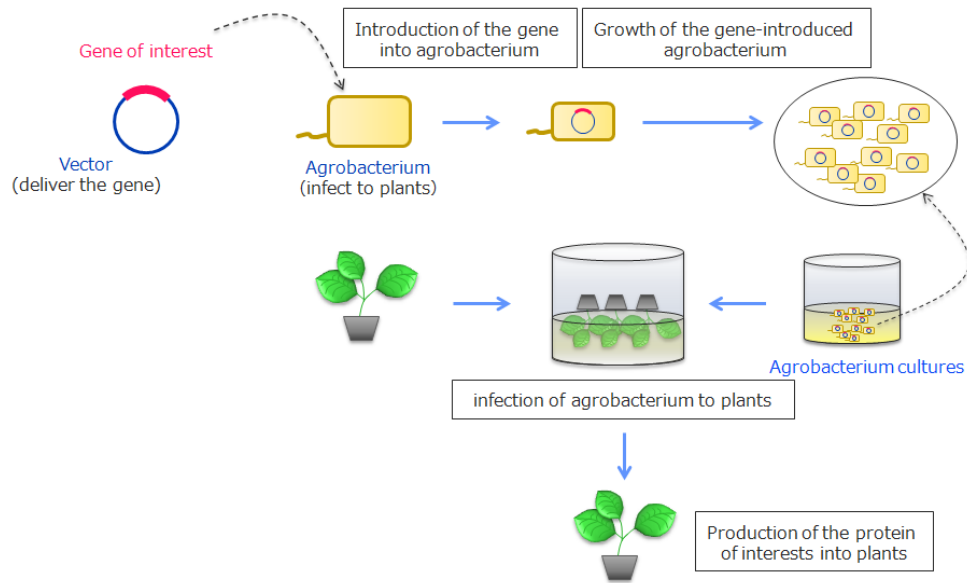 Gene of interest
Introduction of the gene
into agrobacterium
Growth of the gene-introduced
agrobacterium
Vector
(deliver the gene)
Agrobacterium
(infect to plants)
Agrobacterium cultures
infection of agrobacterium to plants
Production of the protein
of interests into plants